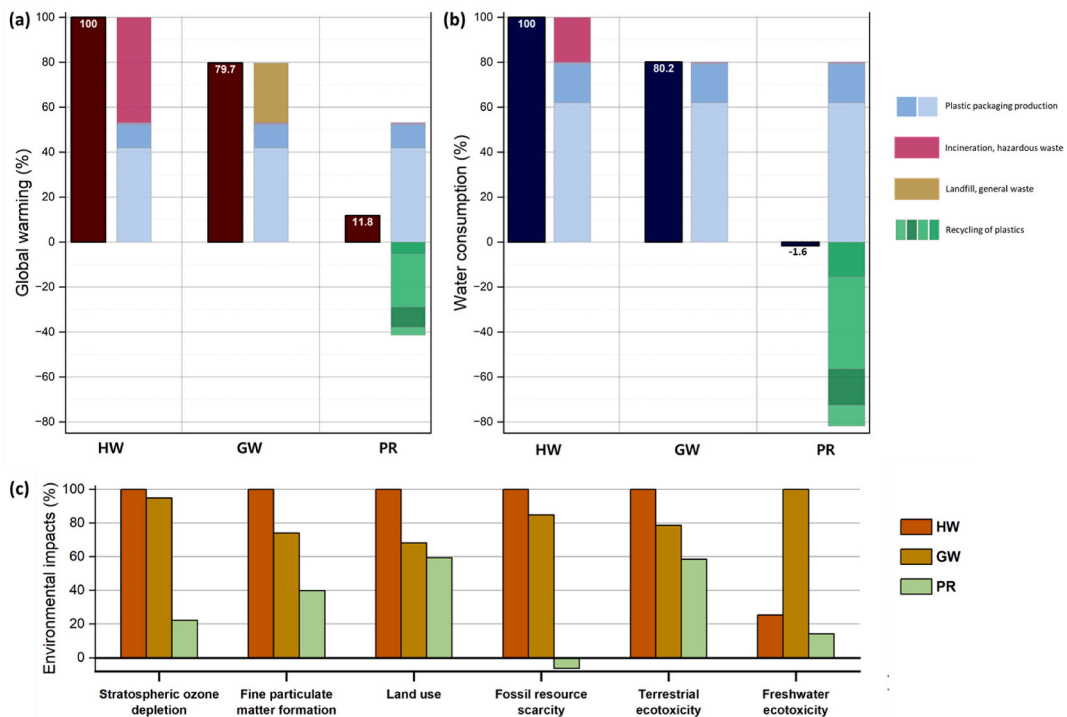 (a)
Global warming (%)
100
80
60
40
20
0
−20
−40
−60
−80
100
79.7
11.8
HW
GW
PR
(b)
Water consumption (%)
100
80
60
40
20
0
−20
−40
−60
−80
100
80.2
-1.6
HW
GW
PR
Plastic packaging production
Incineration, hazardous waste
Landfill, general waste
Recycling of plastics
(c)
Environmental impacts (%)
100
80
60
40
20
0
Stratospheric ozone
depletion
Fine particulate
matter formation
Land use
Fossil resource
scarcity
Terrestrial
ecotoxicity
Freshwater
ecotoxicity
HW
GW
PR